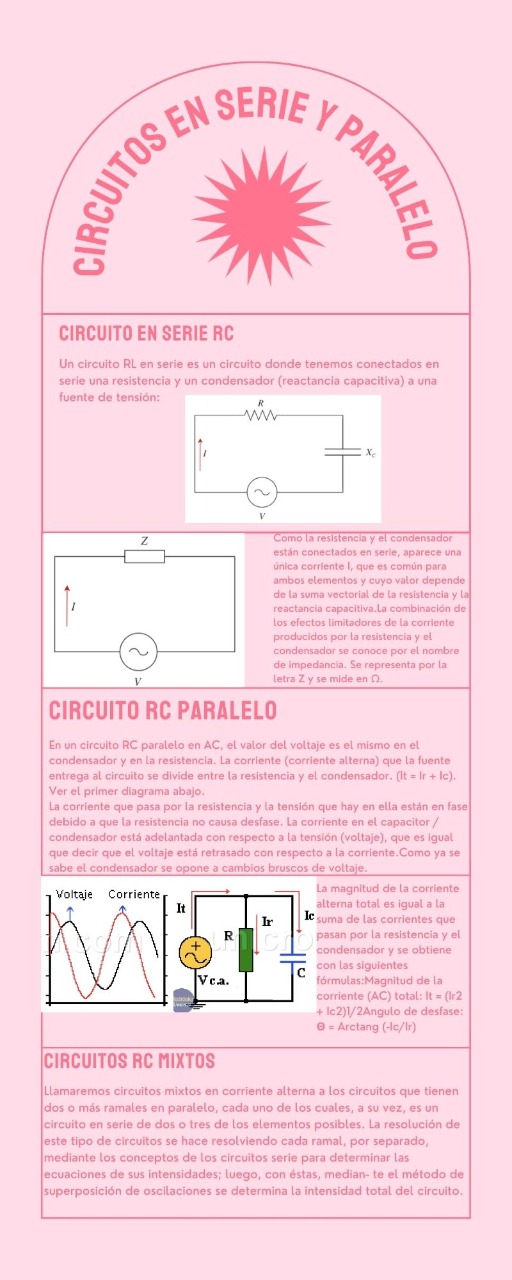 CIRCUITOS EN SERIE Y PARALELO
CIRCUITO EN SERIE RC
Un circuito RL en serie es un circuito donde tenemos conectados en
serie una resistencia y un condensador (reactancia capacitiva) a una
fuente de tensión:
R
I
X_C
V
Z
I
V
Como la resistencia y el condensador
están conectados en serie, aparece una
única corriente I, que es común para
ambos elementos y cuyo valor depende
de la suma vectorial de la resistencia y la
reactancia capacitiva.La combinación de
los efectos limitadores de la corriente
producidos por la resistencia y el
condensador se conoce por el nombre
de impedancia. Se representa por la
letra Z y se mide en Ω.
CIRCUITO RC PARALELO
En un circuito RC paralelo en AC, el valor del voltaje es el mismo en el
condensador y en la resistencia. La corriente (corriente alterna) que la fuente
entrega al circuito se divide entre la resistencia y el condensador. (It = Ir + Ic).
Ver el primer diagrama abajo.
La corriente que pasa por la resistencia y la tensión que hay en ella están en fase
debido a que la resistencia no causa desfase. La corriente en el capacitor /
condensador está adelantada con respecto a la tensión (voltaje), que es igual
que decir que el voltaje está retrasado con respecto a la corriente.Como ya se
sabe el condensador se opone a cambios bruscos de voltaje.
Voltaje Corriente
It
Ir
Ic
R
C
V c.a.
La magnitud de la corriente
alterna total es igual a la
suma de las corrientes que
pasan por la resistencia y el
condensador y se obtiene
con las siguientes
fórmulas:Magnitud de la
corriente (AC) total: It = (Ir2
+ Ic2)1/2Angulo de desfase:
Θ = Arctang (-Ic/Ir)
CIRCUITOS RC MIXTOS
Llamaremos circuitos mixtos en corriente alterna a los circuitos que tienen
dos o más ramales en paralelo, cada uno de los cuales, a su vez, es un
circuito en serie de dos o tres de los elementos posibles. La resolución de
este tipo de circuitos se hace resolviendo cada ramal, por separado,
mediante los conceptos de los circuitos serie para determinar las
ecuaciones de sus intensidades; luego, con éstas, median- te el método de
superposición de oscilaciones se determina la intensidad total del circuito.